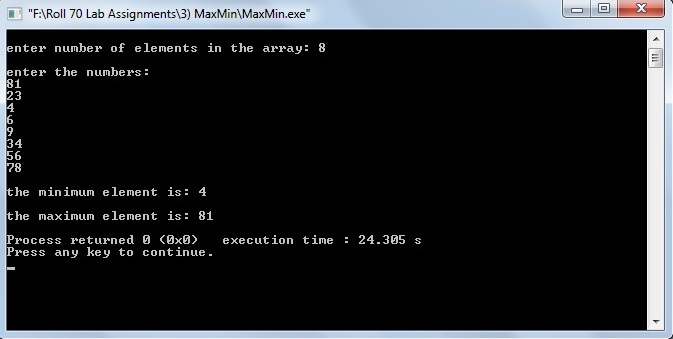 "F:\Roll 70 Lab Assignments\3) MaxMin\MaxMin.exe"
enter number of elements in the array: 8
enter the numbers:
81
23
4
6
9
34
56
78
the minimum element is: 4
the maximum element is: 81
Process returned 0 (0x0)   execution time : 24.305 s
Press any key to continue.